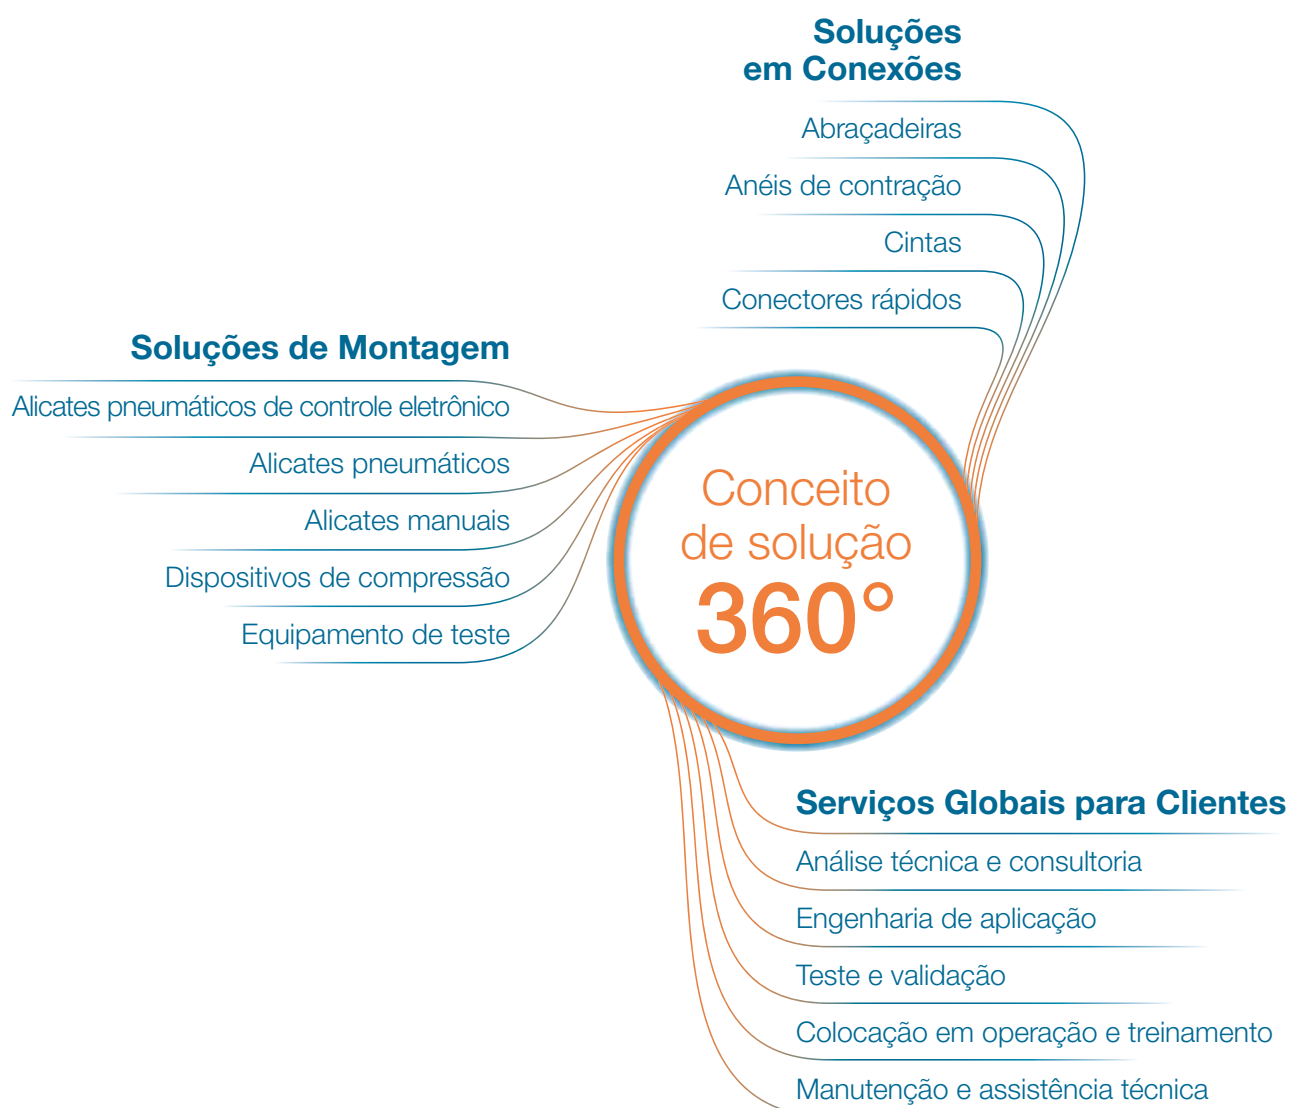 Soluções
em Conexões
Abraçadeiras
Anéis de contração
Cintas
Conectores rápidos
Soluções de Montagem
Alicates pneumáticos de controle eletrônico
Alicates pneumáticos
Alicates manuais
Dispositivos de compressão
Equipamento de teste
Conceito
de solução
360°
Serviços Globais para Clientes
Análise técnica e consultoria
Engenharia de aplicação
Teste e validação
Colocação em operação e treinamento
Manutenção e assistência técnica